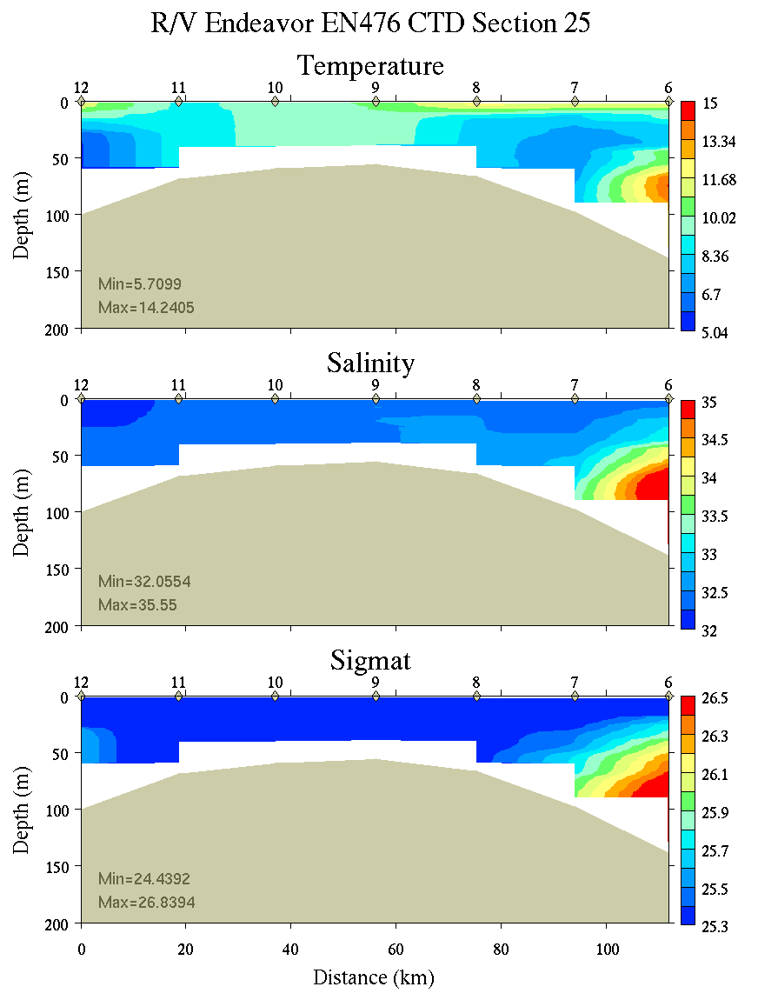 R/V Endeavor EN476 CTD Section 25
Temperature
12 11 10 9 8 7 6
0
50
100
150
200
Depth (m)
Min=5.7099
Max=14.2405
15
13.34
11.68
10.02
8.36
6.7
5.04
Salinity
12 11 10 9 8 7 6
0
50
100
150
200
Depth (m)
Min=32.0554
Max=35.55
35
34.5
34
33.5
33
32.5
32
Sigmat
12 11 10 9 8 7 6
0
50
100
150
200
Depth (m)
Min=24.4392
Max=26.8394
26.5
26.3
26.1
25.9
25.7
25.5
25.3
0 20 40 60 80 100
Distance (km)